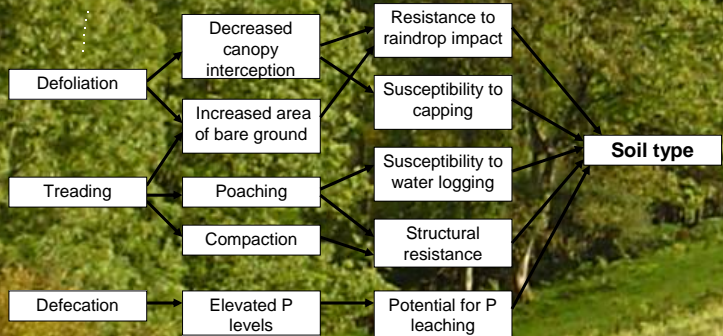 Defoliation
Treading
Defecation
Decreased
canopy
interception
Increased area
of bare ground
Poaching
Compaction
Elevated P
levels
Resistance to
raindrop impact
Susceptibility to
capping
Susceptibility to
water logging
Structural
resistance
Potential for P
leaching
Soil type